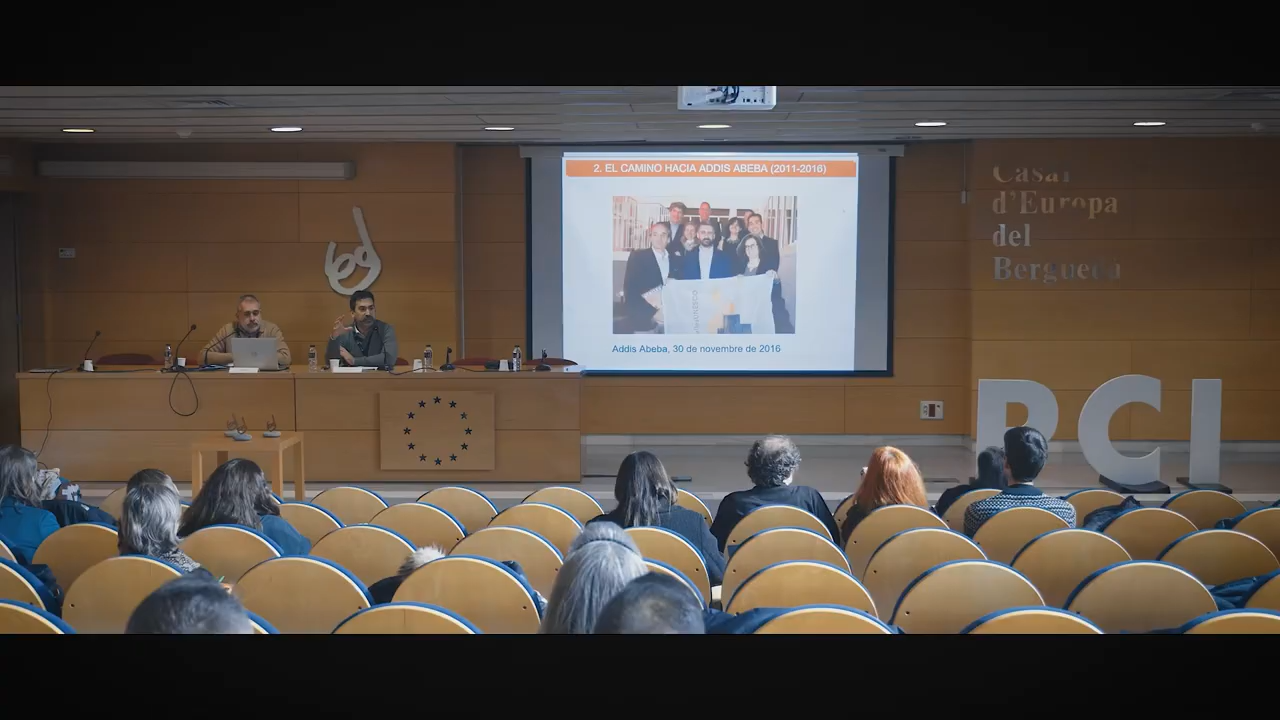 2. EL CAMINO HACIA ADDIS ABEBA (2011-2016)
Addis Abeba, 30 de novembre de 2016
Casal
d'Europa
del
Berguedà
PCI